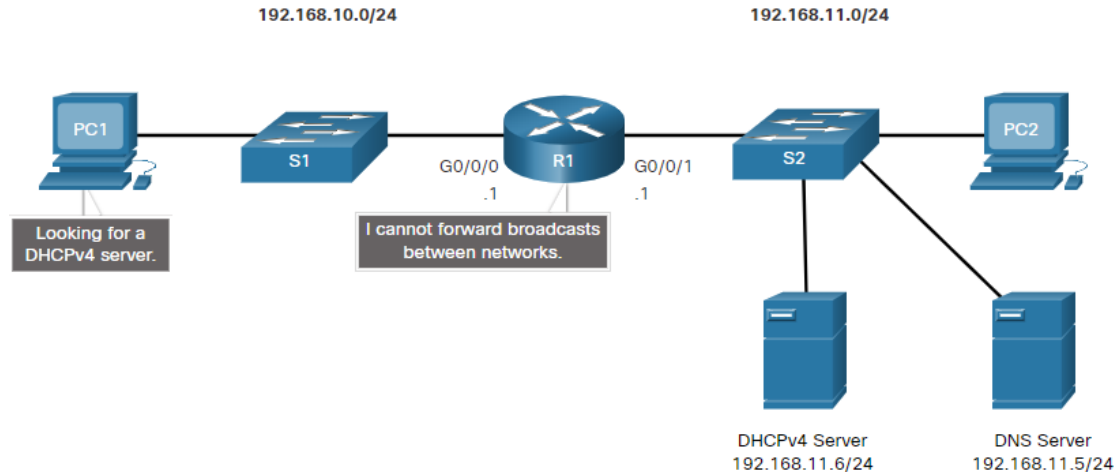 192.168.10.0/24
192.168.11.0/24
PC1
S1
R1
S2
PC2
G0/0/0
.1
G0/0/1
.1
Looking for a
DHCPv4 server.
I cannot forward broadcasts
between networks.
DHCPv4 Server
192.168.11.6/24
DNS Server
192.168.11.5/24